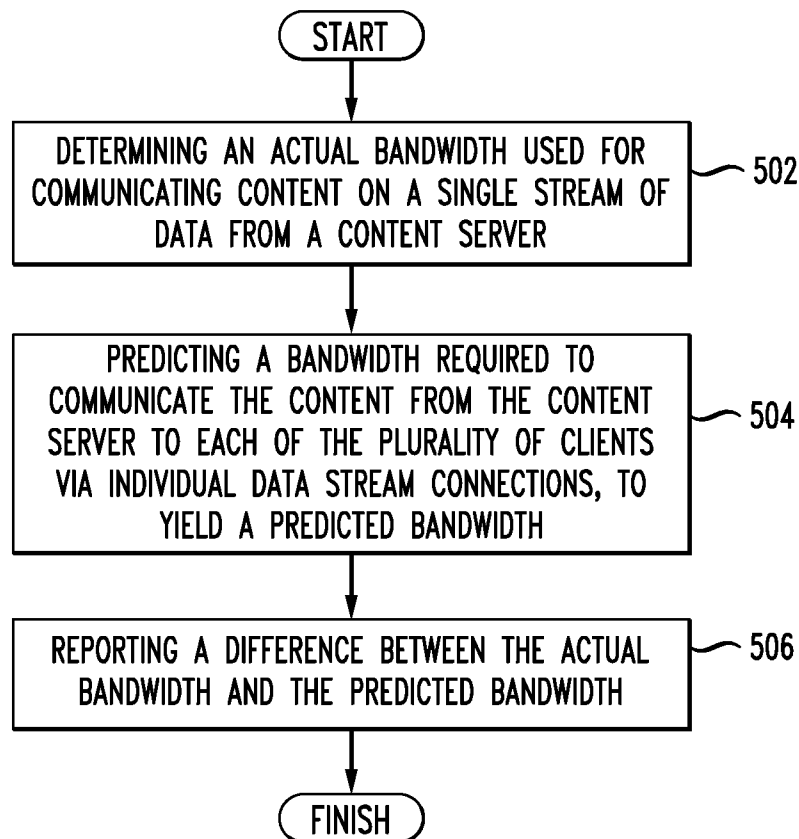 START
DETERMINING AN ACTUAL BANDWIDTH USED FOR
COMMUNICATING CONTENT ON A SINGLE STREAM OF
DATA FROM A CONTENT SERVER
502
PREDICTING A BANDWIDTH REQUIRED TO
COMMUNICATE THE CONTENT FROM THE CONTENT
SERVER TO EACH OF THE PLURALITY OF CLIENTS
VIA INDIVIDUAL DATA STREAM CONNECTIONS, TO
YIELD A PREDICTED BANDWIDTH
504
REPORTING A DIFFERENCE BETWEEN THE ACTUAL
BANDWIDTH AND THE PREDICTED BANDWIDTH
506
FINISH